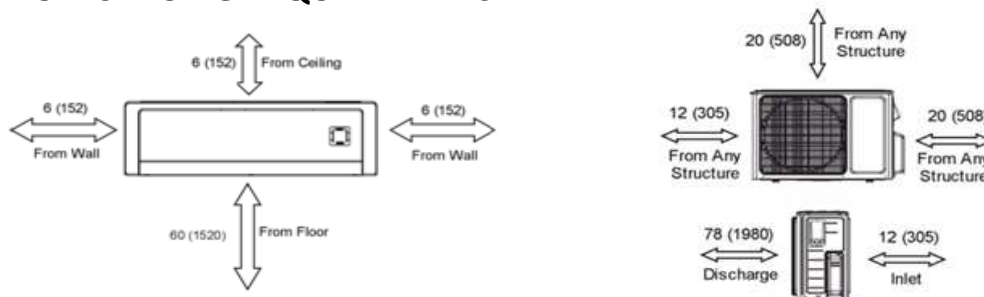 6 (152) From Ceiling
6 (152)
From Wall
6 (152)
From Wall
60 (1520) From Floor
20 (508) From Any
Structure
12 (305)
From Any
Structure
20 (508)
From Any
Structure
78 (1980)
Discharge
12 (305)
Inlet